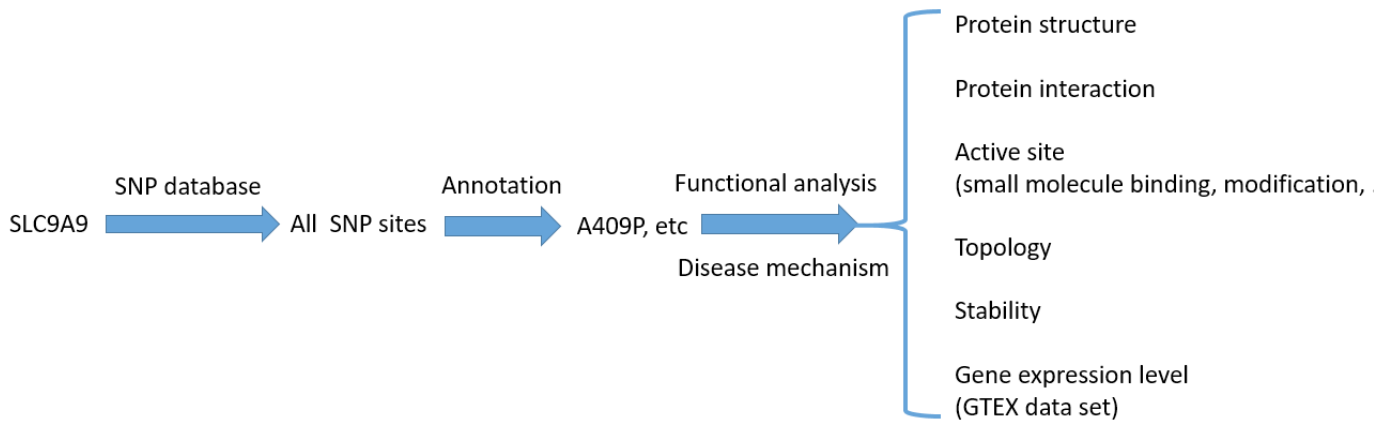 SLC9A9
SNP database
All SNP sites
Annotation
A409P, etc
Functional analysis
Disease mechanism
Protein structure
Protein interaction
Active site
(small molecule binding, modification, .
Topology
Stability
Gene expression level
(GTEX data set)